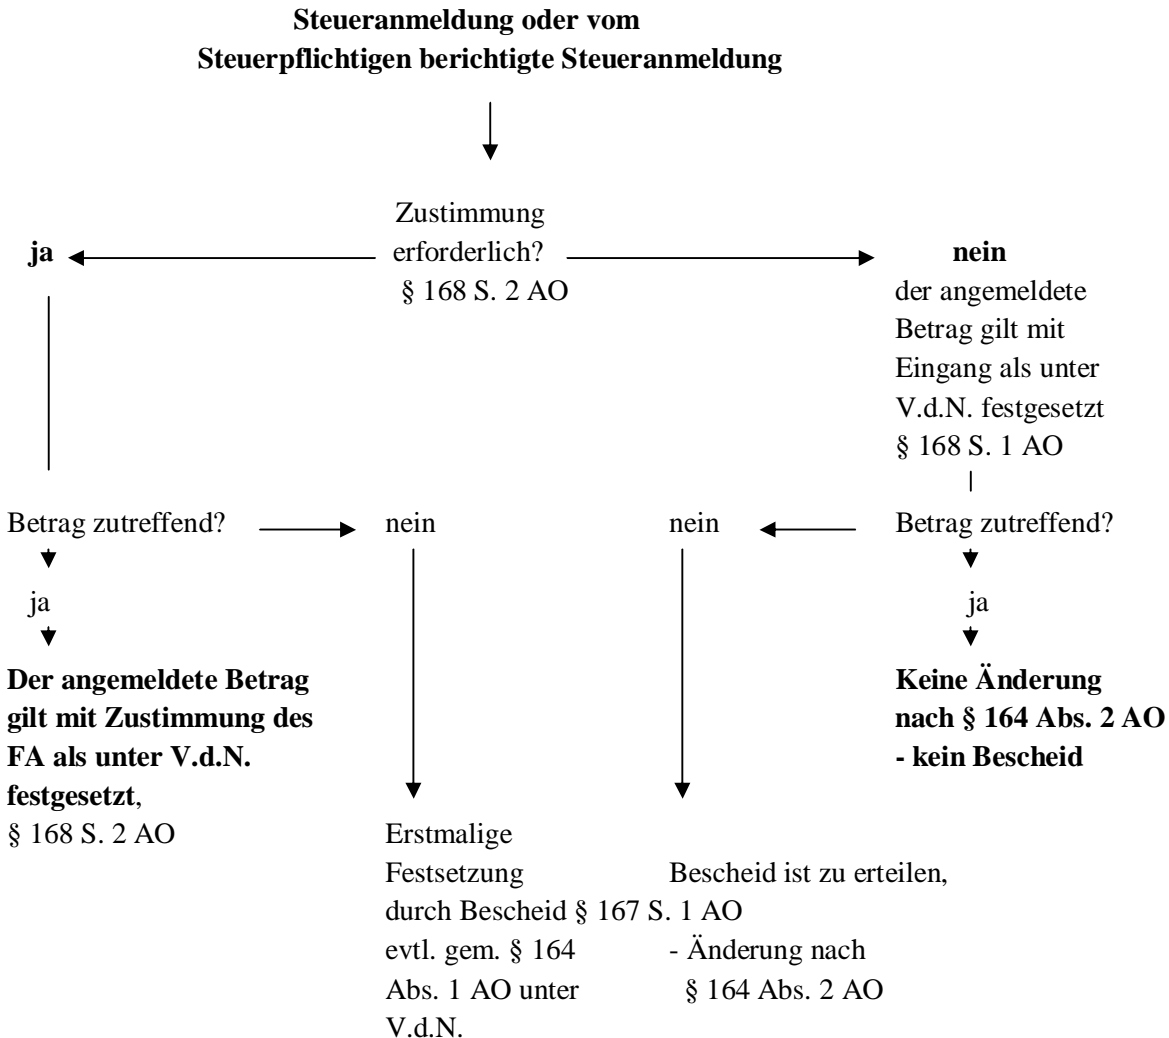 Steueranmeldung oder vom
Steuerpflichtigen berichtigte Steueranmeldung
Zustimmung
ja
erforderlich?
nein
§ 168 S. 2 AO
der angemeldete
Betrag gilt mit
Eingang als unter
V.d.N. festgesetzt
§ 168 S. 1 AO
Betrag zutreffend?
nein
nein
Betrag zutreffend?
ja
ja
Der angemeldete Betrag
gilt mit Zustimmung des
FA als unter V.d.N.
festgesetzt,
§ 168 S. 2 AO
Keine Änderung
nach § 164 Abs. 2 AO
- kein Bescheid
Erstmalige
Festsetzung
durch Bescheid § 167 S. 1 AO
evtl. gem. § 164
Abs. 1 AO unter
V.d.N.
Bescheid ist zu erteilen,
- Änderung nach
§ 164 Abs. 2 AO